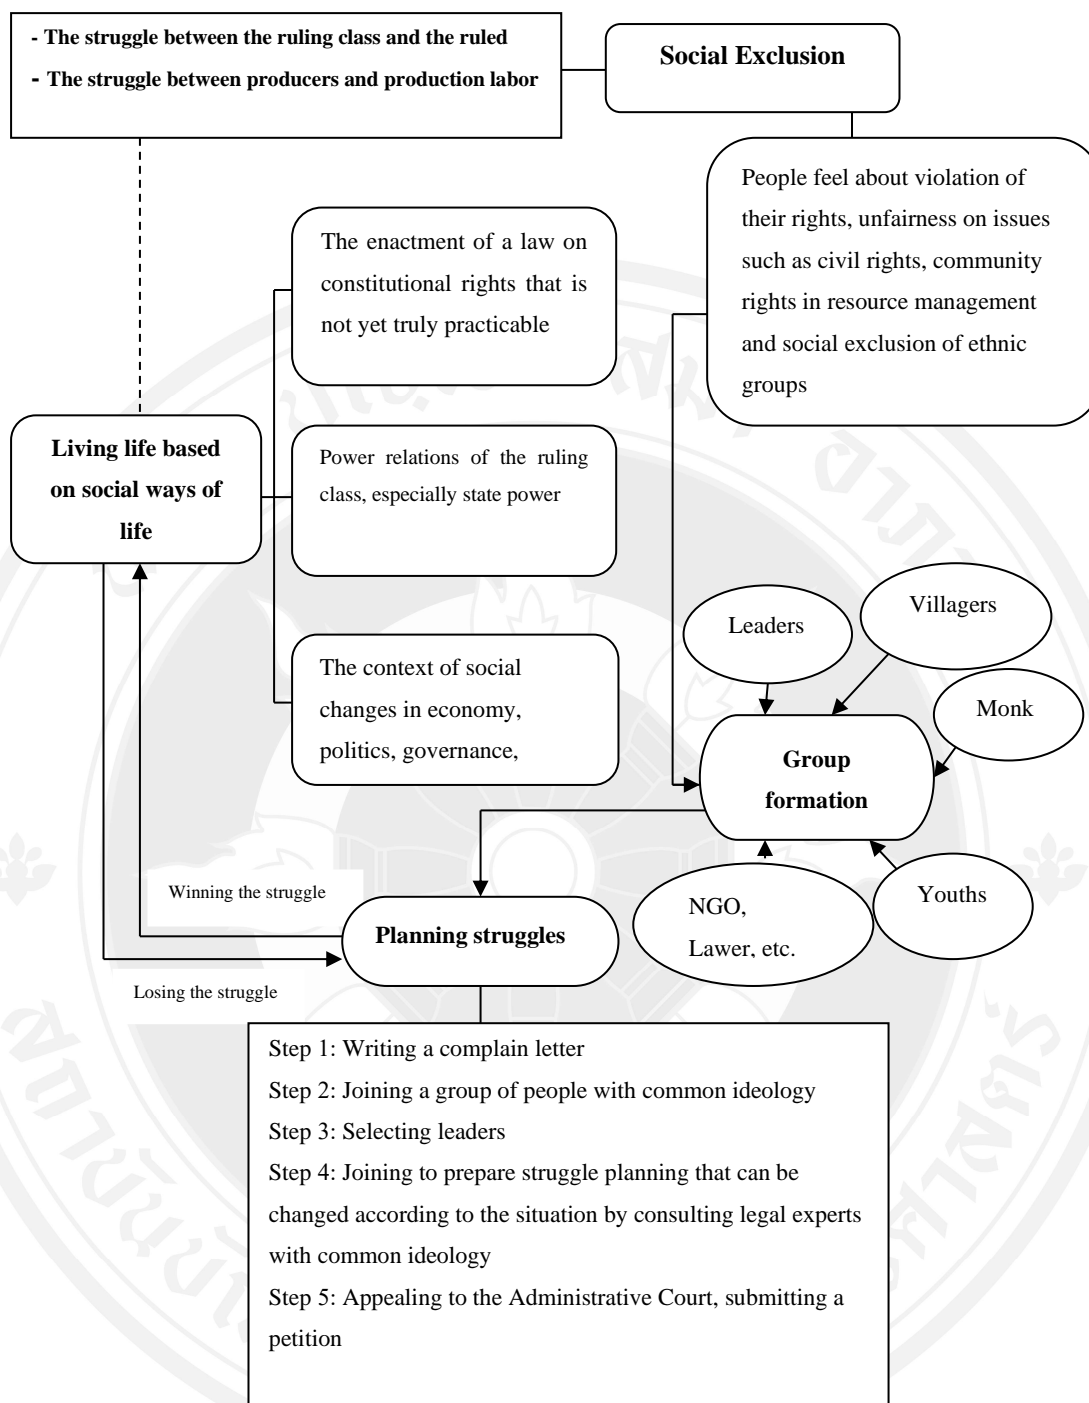 - The struggle between the ruling class and the ruled
- The struggle between producers and production labor
Social Exclusion
People feel about violation of
their rights, unfairness on issues
such as civil rights, community
rights in resource management
and social exclusion of ethnic
groups
The enactment of a law on
constitutional rights that is
not yet truly practicable
Living life based
on social ways of
life
Power relations of the ruling
class, especially state power
The context of social
changes in economy,
politics, governance,
Leaders
Villagers
Monk
Group
formation
NGO,
Lawer, etc.
Youths
Winning the struggle
Planning struggles
Losing the struggle
Step 1: Writing a complain letter
Step 2: Joining a group of people with common ideology
Step 3: Selecting leaders
Step 4: Joining to prepare struggle planning that can be
changed according to the situation by consulting legal experts
with common ideology
Step 5: Appealing to the Administrative Court, submitting a
petition